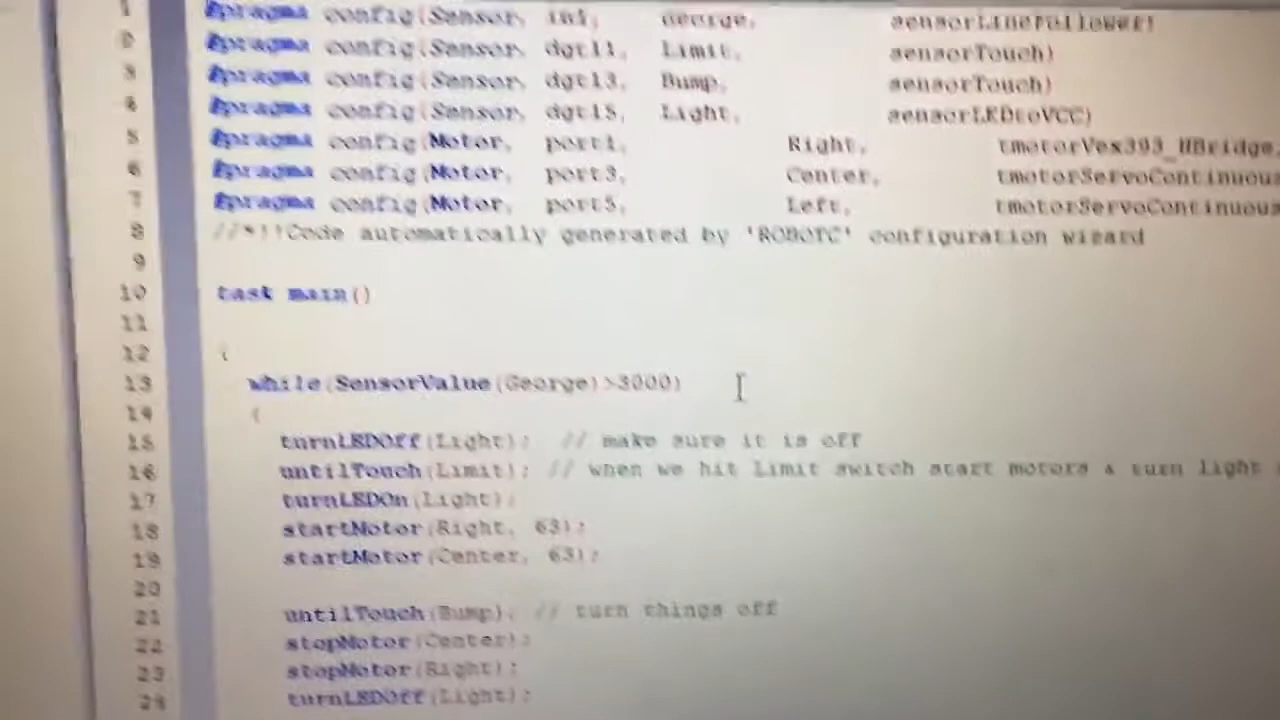 1 #pragma config(Sensor, in1, George, sensorLineFollower)
2 #pragma config(Sensor, dgtl1, Limit, sensorTouch)
3 #pragma config(Sensor, dgtl3, Bump, sensorTouch)
4 #pragma config(Sensor, dgtl5, Light, sensorLEDtoVCC)
5 #pragma config(Motor, port1, Right, tmotorVex393_HBridge,
6 #pragma config(Motor, port3, Center, tmotorServoContinuous
7 #pragma config(Motor, port5, Left, tmotorServoContinuous
8 //*!!Code automatically generated by 'ROBOTC' configuration wizard
9
10 task main()
11
12 {
13 while(SensorValue(George)>3000)
14 {
15 turnLEDOff(Light); // make sure it is off
16 untilTouch(Limit); // when we hit Limit switch start motors & turn light
17 turnLEDOn(Light);
18 startMotor(Right, 63);
19 startMotor(Center, 63);
20
21 untilTouch(Bump); // turn things off
22 stopMotor(Center);
23 stopMotor(Right);
24 turnLEDOff(Light);